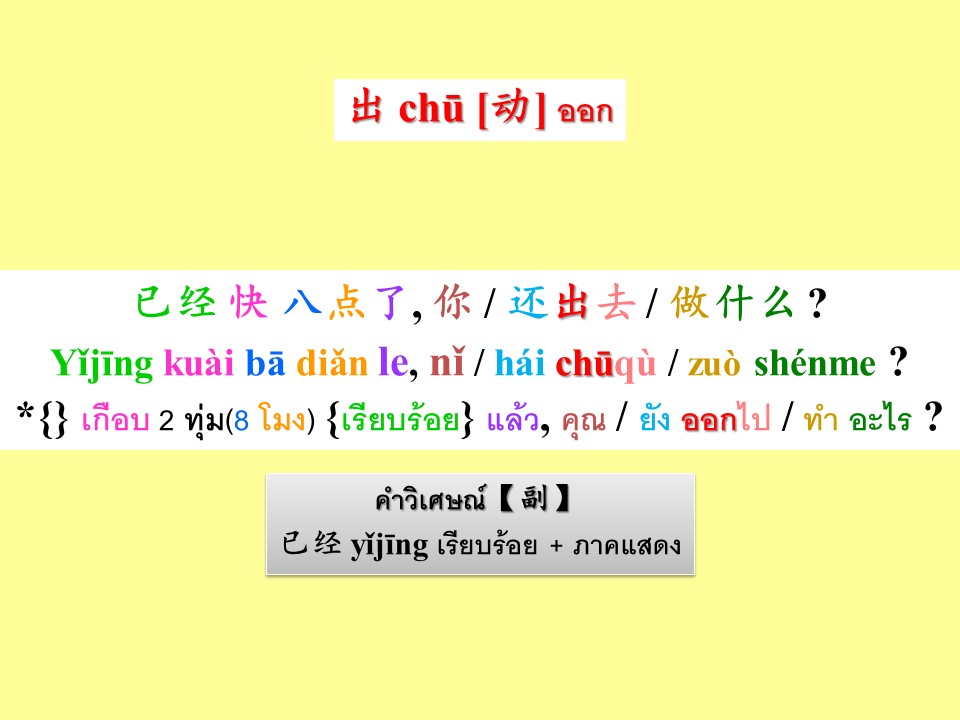 出 chū [动] ออก
已经 快 八点了, 你 / 还 出去 / 做什么 ?
Yǐjīng kuài bā diǎn le, nǐ / hái chūqù / zuò shénme ?
*{} เกือบ 2 ทุ่ม(8 โมง) {เรียบร้อย} แล้ว, คุณ / ยัง ออกไป / ทำ อะไร ?
คำวิเศษณ์【 副 】
已经 yǐjīng เรียบร้อย + ภาคแสดง